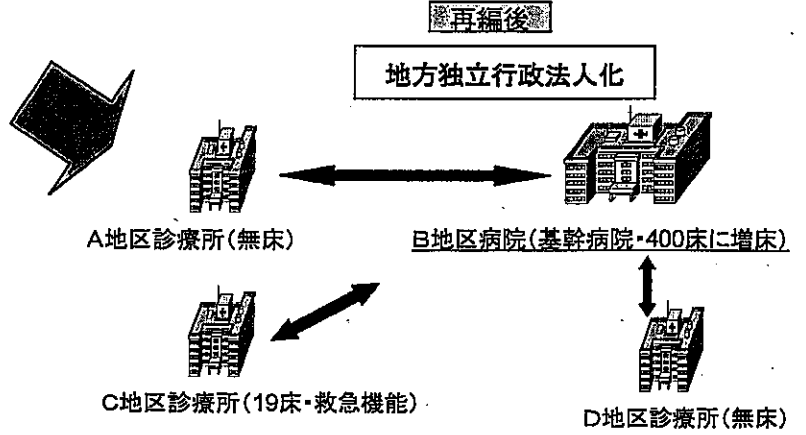 再編後
地方独立行政法人化
A地区診療所(無床)
B地区病院(基幹病院・400床に増床)
C地区診療所(19床・救急機能)
D地区診療所(無床)